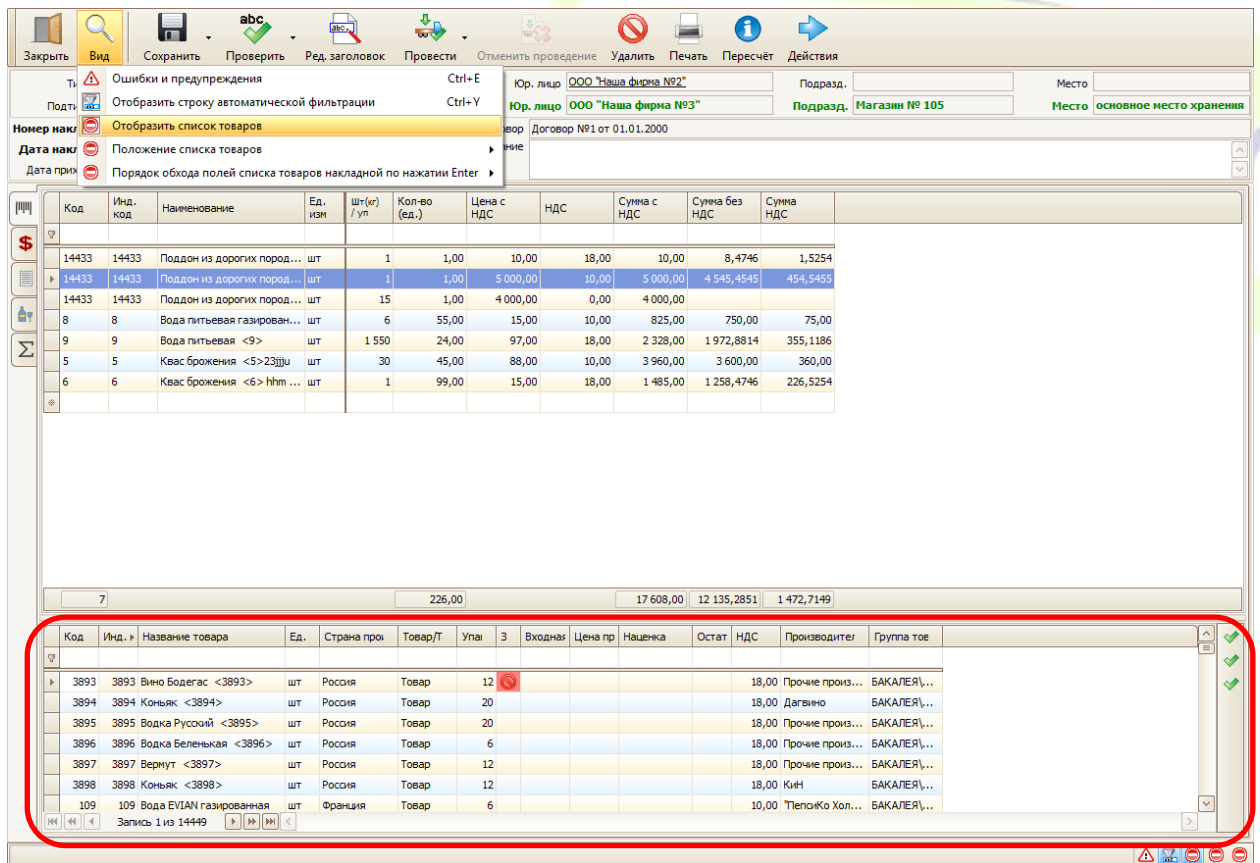 Закрыть Вид Сохранить Проверить Ред. заголовок Провести Отменить проведение Удалить Печать Пересчёт Действия
abc
abc
Ошибки и предупреждения Ctrl+E
Отобразить строку автоматической фильтрации Ctrl+Y
Отобразить список товаров
Положение списка товаров
Порядок обхода полей списка товаров накладной по нажатии Enter
Юр. лицо ООО "Наша фирма №2" Подразд. Место
Подти Юр. лицо ООО "Наша фирма №3" Подразд. Магазин № 105 Место основное место хранения
Номер накл вор Договор №1 от 01.01.2000
Дата накл ание
Дата прих
Код Инд. код Наименование Ед. изм Шт(кг) / уп Кол-во (ед.) Цена с НДС НДС Сумма с НДС Сумма без НДС Сумма НДС
14433 14433 Поддон из дорогих пород... шт 1 1,00 10,00 18,00 10,00 8,4746 1,5254
14433 14433 Поддон из дорогих пород... шт 1 1,00 5 000,00 10,00 5 000,00 4 545,4545 454,5455
14433 14433 Поддон из дорогих пород... шт 15 1,00 4 000,00 0,00 4 000,00
8 8 Вода питьевая газирован... шт 6 55,00 15,00 10,00 825,00 750,00 75,00
9 9 Вода питьевая <9> шт 1 550 24,00 97,00 18,00 2 328,00 1 972,8814 355,1186
5 5 Квас брожения <5>23jjju шт 30 45,00 88,00 10,00 3 960,00 3 600,00 360,00
6 6 Квас брожения <6> hhm ... шт 1 99,00 15,00 18,00 1 485,00 1 258,4746 226,5254
7 226,00 17 608,00 12 135,2851 1 472,7149
Код Инд. к Название товара Ед. Страна прои Товар/Т Упа З Входная Цена пр Наценка Остат НДС Производител Группа тов
3893 3893 Вино Бодегас <3893> шт Россия Товар 12 18,00 Прочие произ... БАКАЛЕЯ\...
3894 3894 Коньяк <3894> шт Россия Товар 20 18,00 Дагвино БАКАЛЕЯ\...
3895 3895 Водка Русский <3895> шт Россия Товар 20 18,00 Прочие произ... БАКАЛЕЯ\...
3896 3896 Водка Беленькая <3896> шт Россия Товар 6 18,00 Прочие произ... БАКАЛЕЯ\...
3897 3897 Вермут <3897> шт Россия Товар 12 18,00 Прочие произ... БАКАЛЕЯ\...
3898 3898 Коньяк <3898> шт Россия Товар 12 18,00 КиН БАКАЛЕЯ\...
109 109 Вода EVIAN газированная шт Франция Товар 6 10,00 "ПепсиКо Хол... БАКАЛЕЯ\...
Запись 1 из 14449